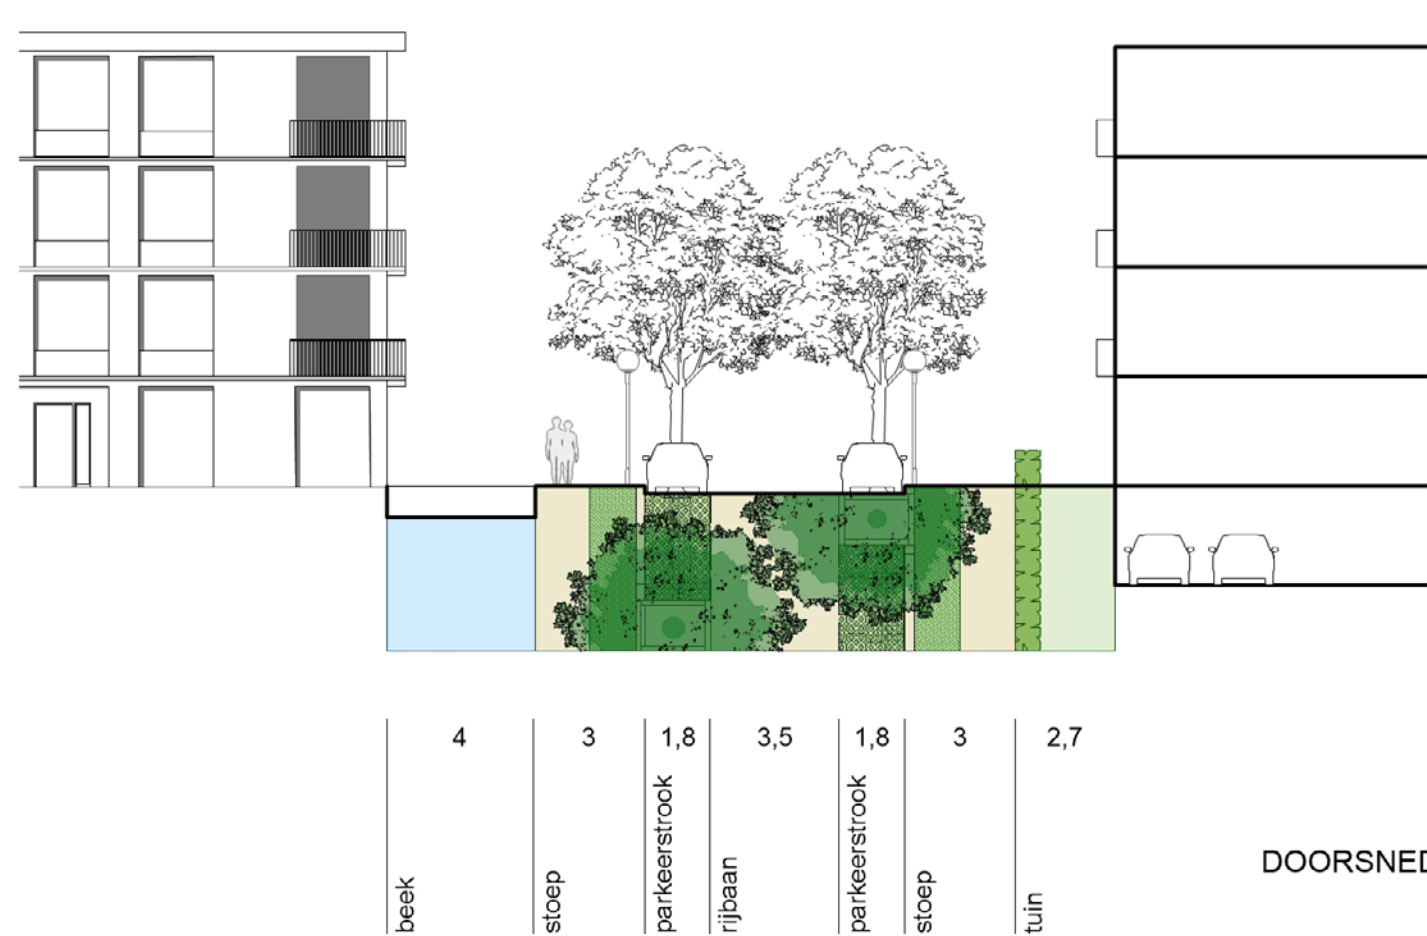 4 3 1,8 3,5 1,8 3 2,7
beek
stoep
parkeerstrook
rijbaan
parkeerstrook
stoep
tuin
DOORSNED